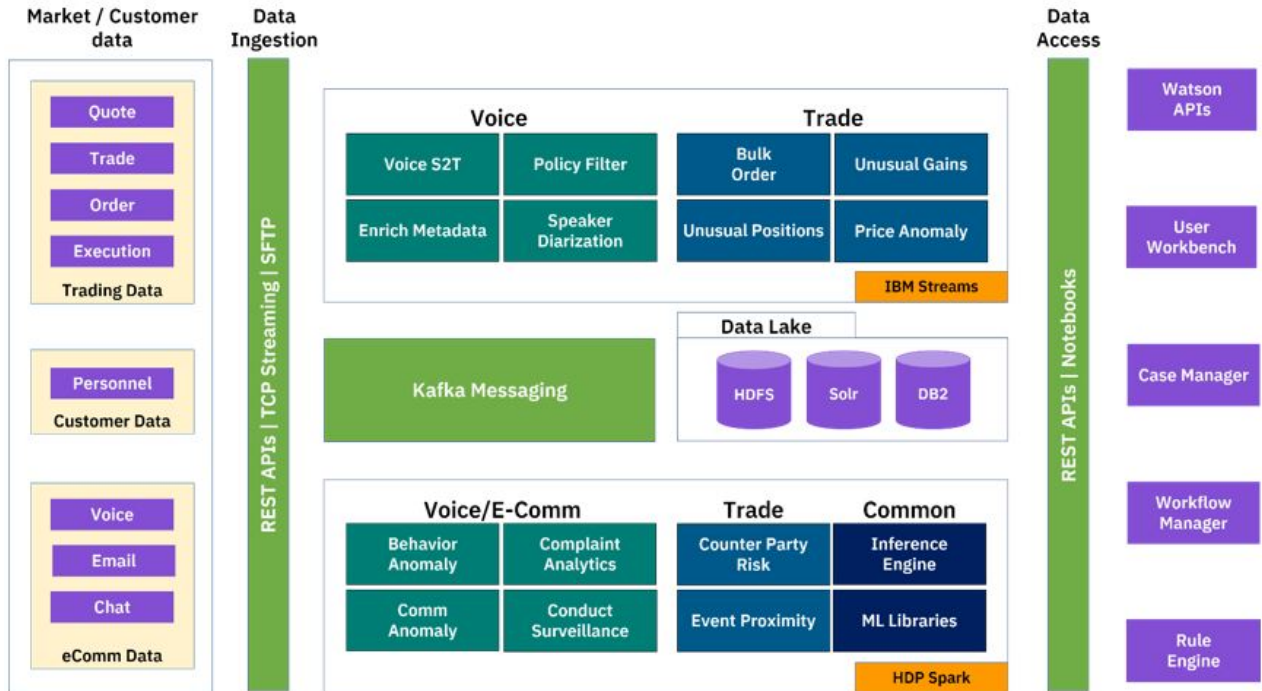 Market / Customer
data
Data
Ingestion
Data
Access
Quote
Trade
Order
Execution
Trading Data
Personnel
Customer Data
Voice
Email
Chat
eComm Data
REST APIs | TCP Streaming | SFTP
Voice
Voice S2T
Policy Filter
Enrich Metadata
Speaker
Diarization
Trade
Bulk
Order
Unusual Gains
Unusual Positions
Price Anomaly
IBM Streams
Kafka Messaging
Data Lake
HDFS
Solr
DB2
Voice/E-Comm
Behavior
Anomaly
Complaint
Analytics
Comm
Anomaly
Conduct
Surveillance
Trade
Counter Party
Risk
Event Proximity
Common
Inference
Engine
ML Libraries
HDP Spark
REST APIs | Notebooks
Watson
APIs
User
Workbench
Case Manager
Workflow
Manager
Rule
Engine